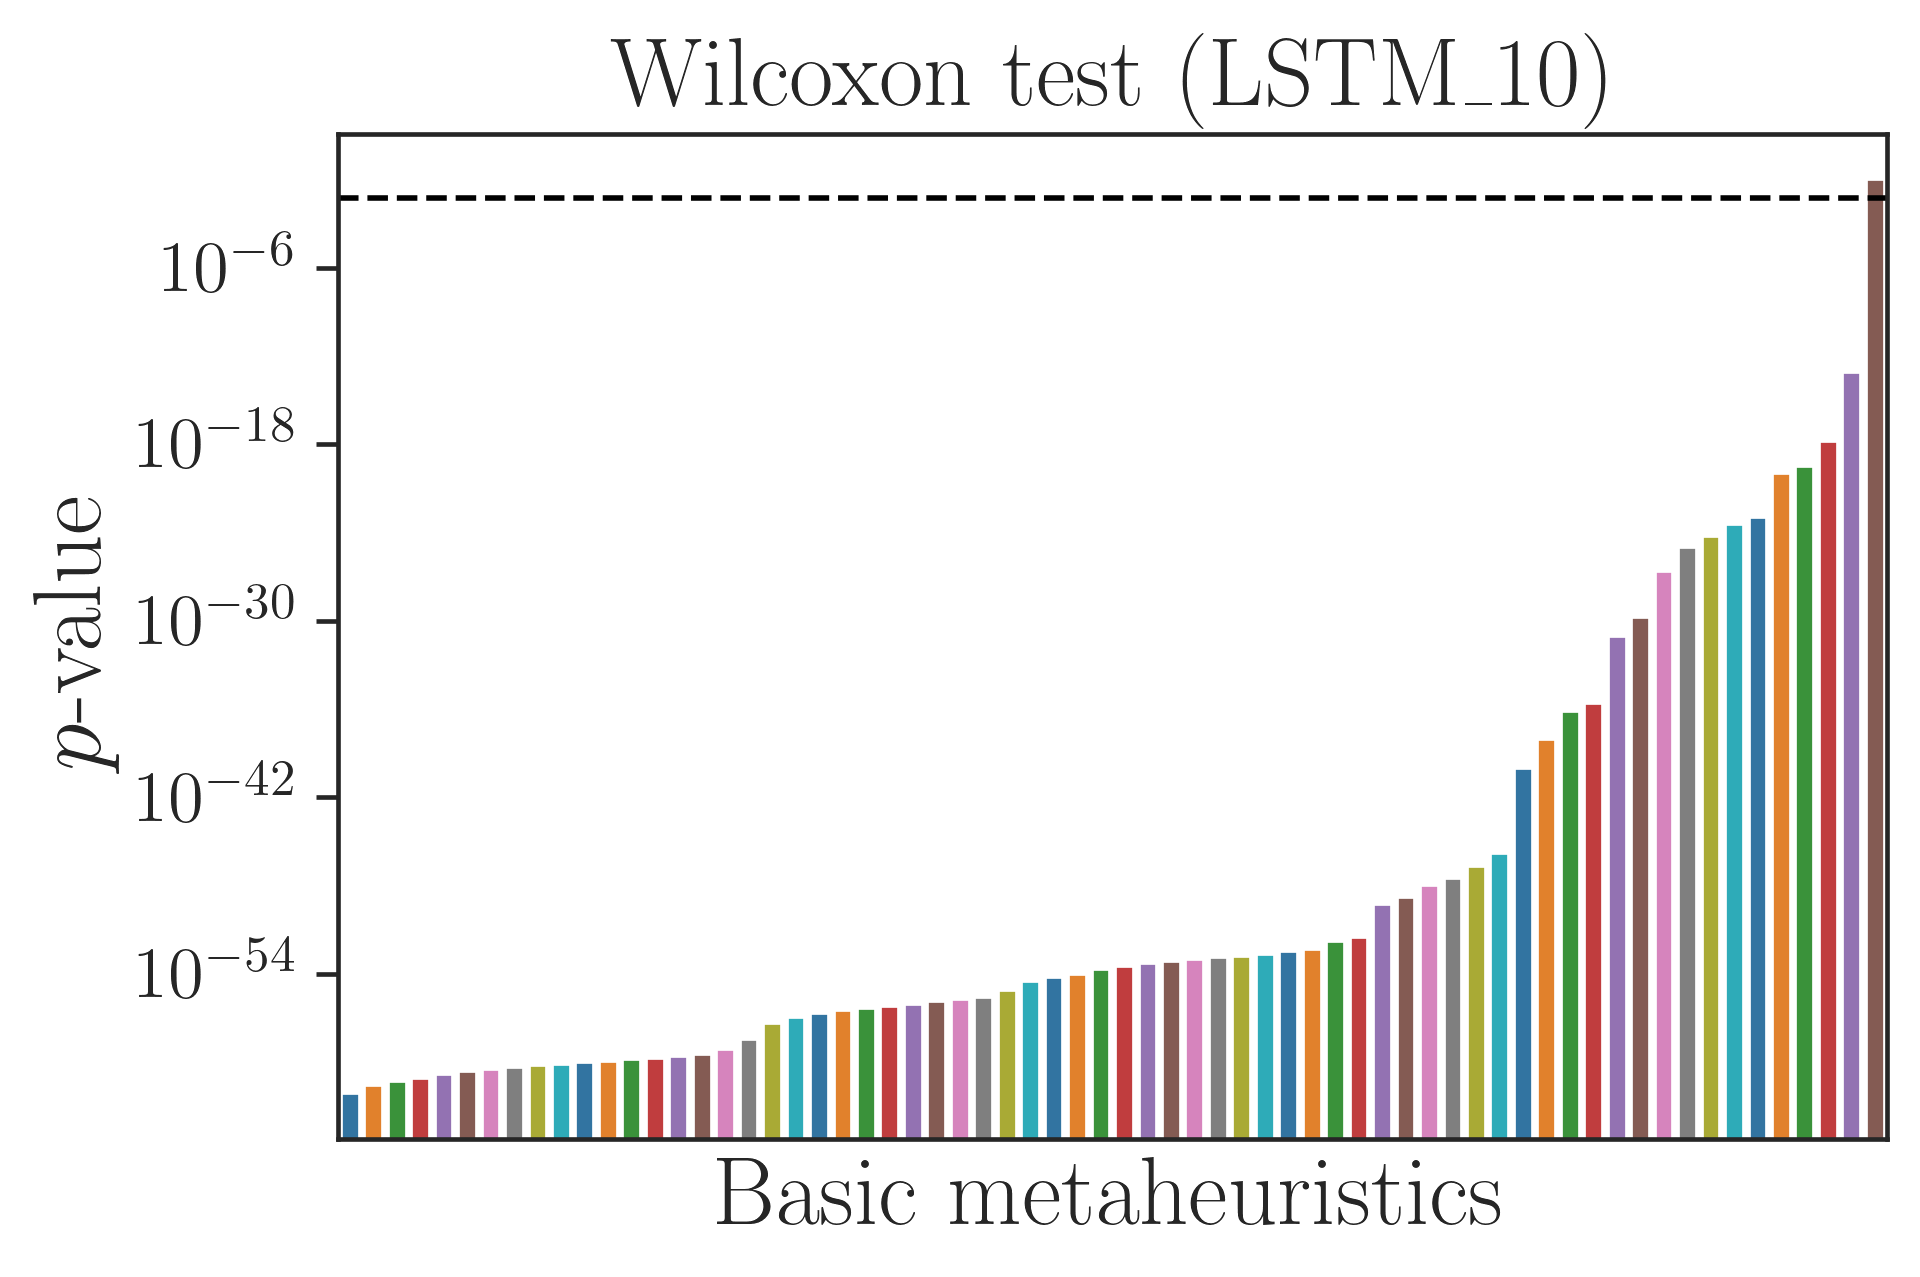 Wilcoxon test (LSTM_10)
10⁻⁶
10⁻¹⁸
10⁻³⁰
10⁻⁴²
10⁻⁵⁴
p-value
Basic metaheuristics